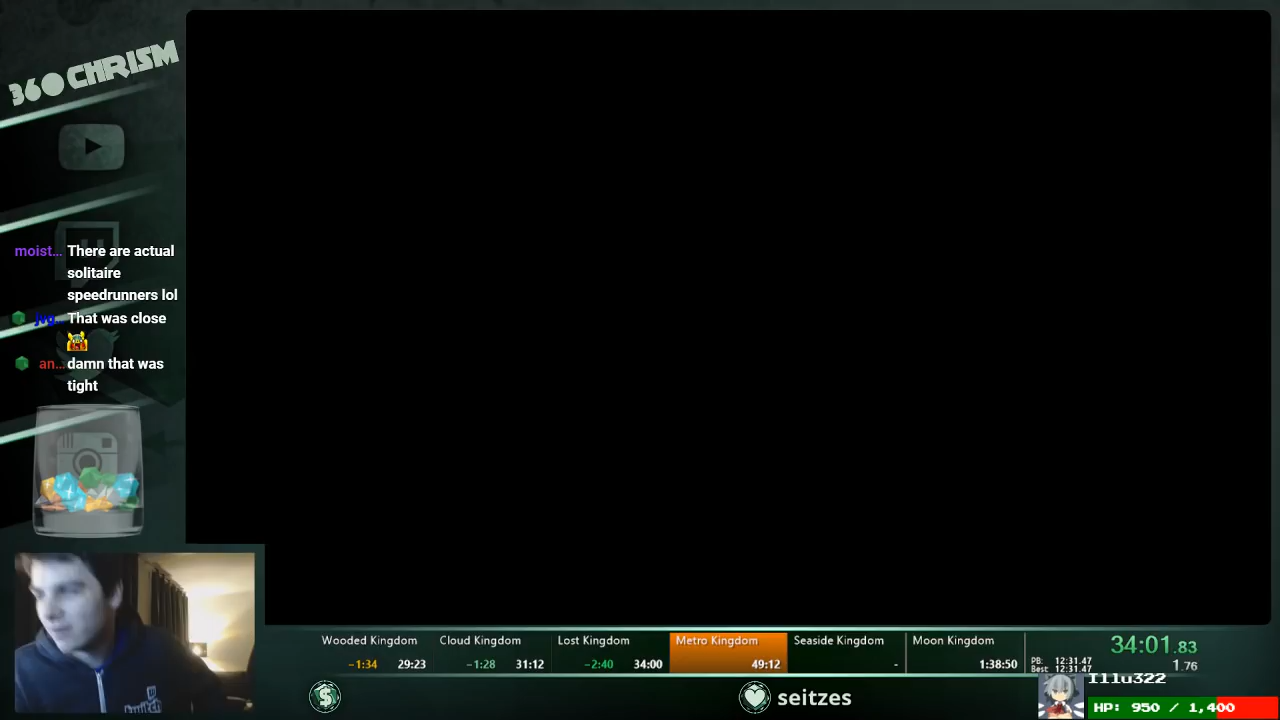 360 CHRISM
moist... There are actual
solitaire
speedrunners lol
jvg... That was close
an... damn that was
tight
Wooded Kingdom
-1:34 29:23
Cloud Kingdom
-1:28 31:12
Lost Kingdom
-2:40 34:00
Metro Kingdom
49:12
Seaside Kingdom
-
Moon Kingdom
1:38:50
34:01.83
PB: 12:31.47
Best: 12:31.47
1.76
seitzes
Illu322
HP: 950 / 1,400
twitch